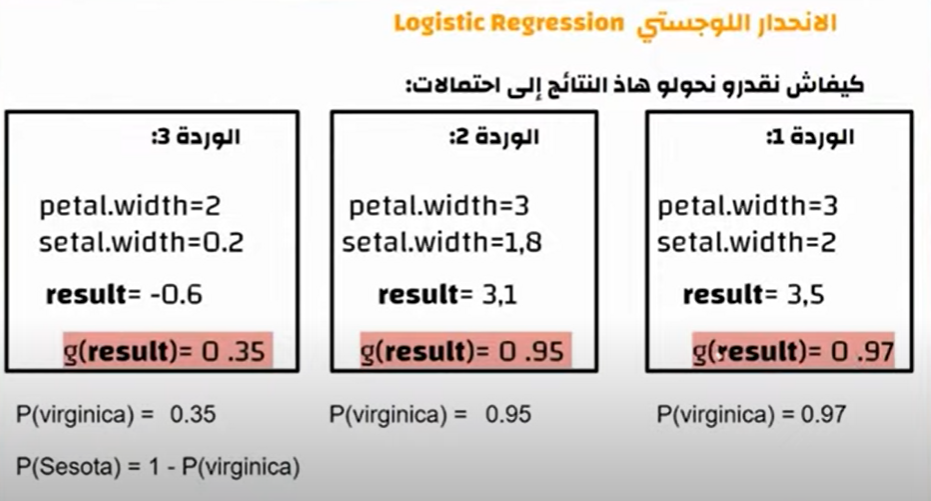 الانحدار اللوجستي Logistic Regression
كيفاش نقدرو نحولو هاذ النتائج إلى احتمالات:
الوردة 1:
petal.width=3
setal.width=2
result= 3,5
g(result)= 0 .97
P(virginica) = 0.97
الوردة 2:
petal.width=3
setal.width=1,8
result= 3,1
g(result)= 0 .95
P(virginica) = 0.95
الوردة 3:
petal.width=2
setal.width=0.2
result= -0.6
g(result)= 0 .35
P(virginica) = 0.35
P(Sesota) = 1 - P(virginica)